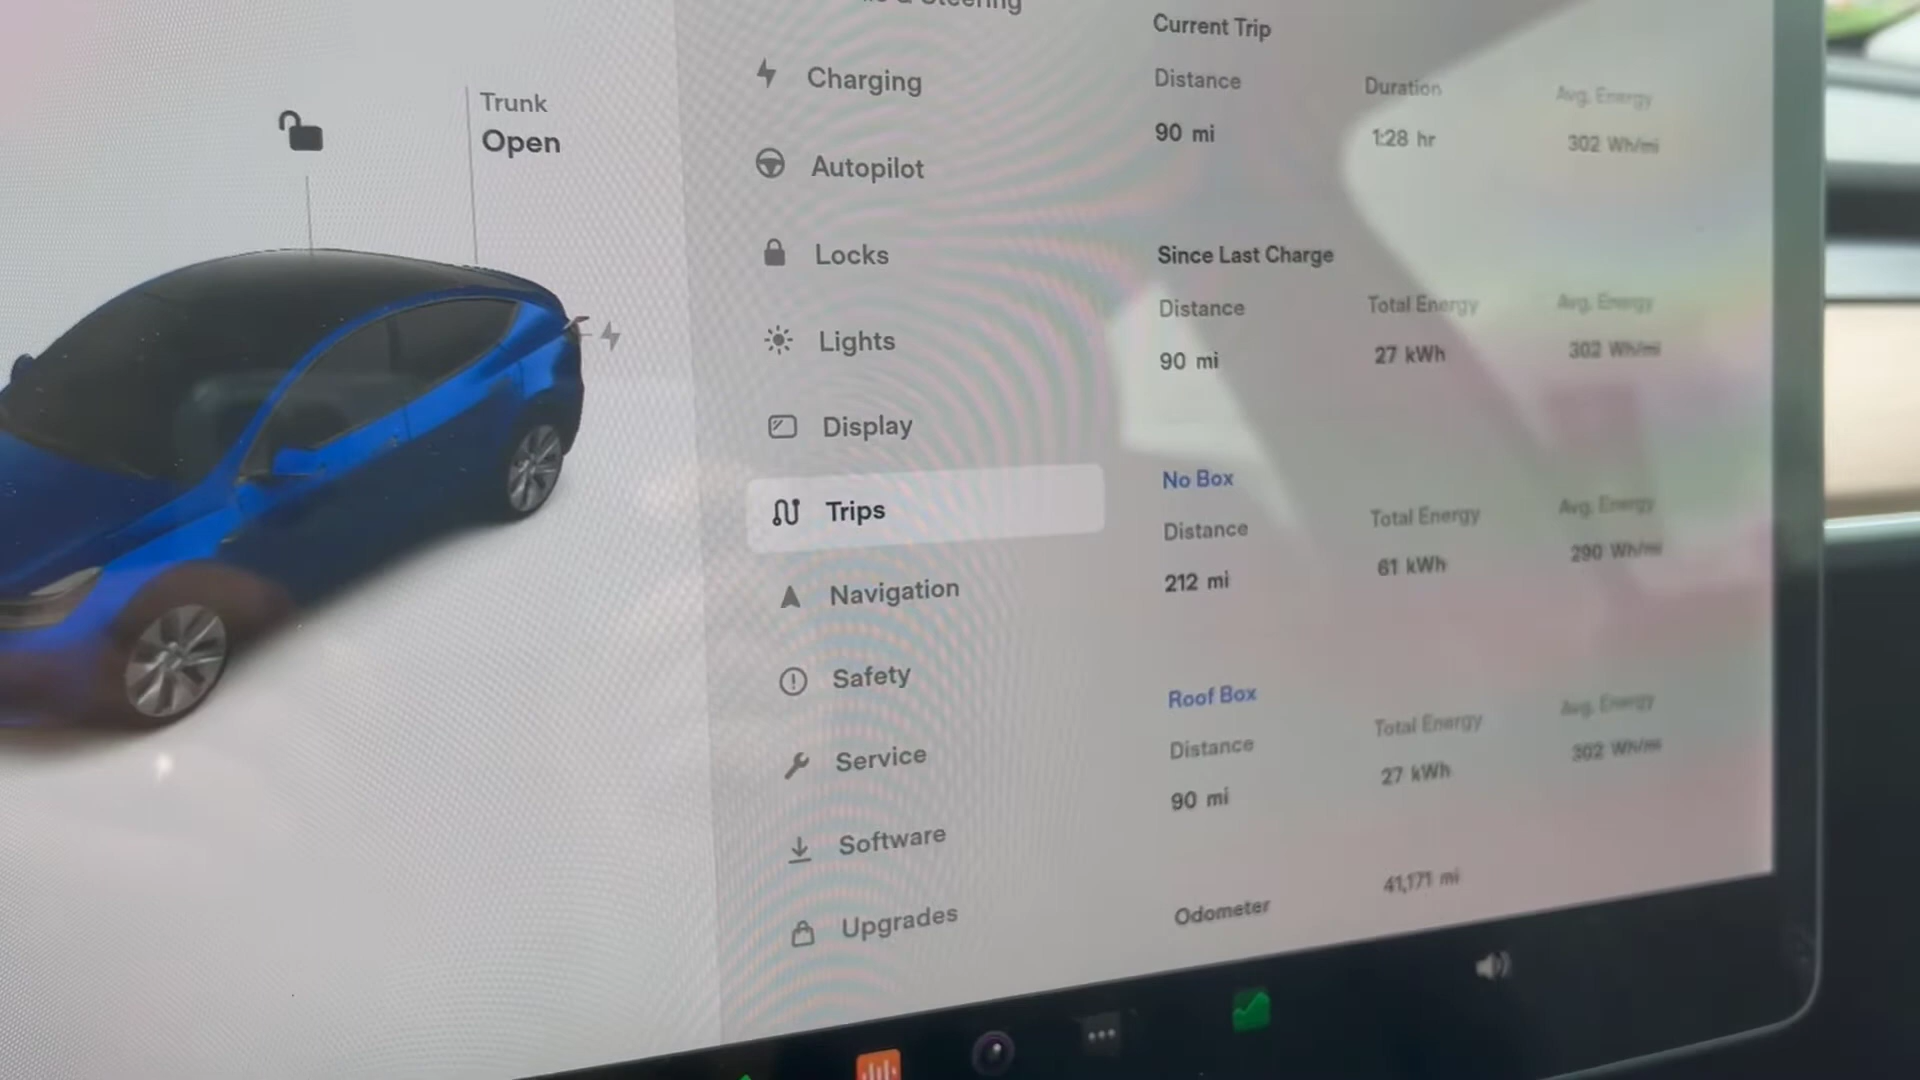 Steering
Trunk
Open
Charging
Autopilot
Locks
Lights
Display
Trips
Navigation
Safety
Service
Software
Upgrades
Current Trip
Distance Duration Avg. Energy
90 mi 1:28 hr 302 Wh/mi
Since Last Charge
Distance Total Energy Avg. Energy
90 mi 27 kWh 302 Wh/mi
No Box
Distance Total Energy Avg. Energy
212 mi 61 kWh 290 Wh/mi
Roof Box
Distance Total Energy Avg. Energy
90 mi 27 kWh 302 Wh/mi
Odometer 41,171 mi